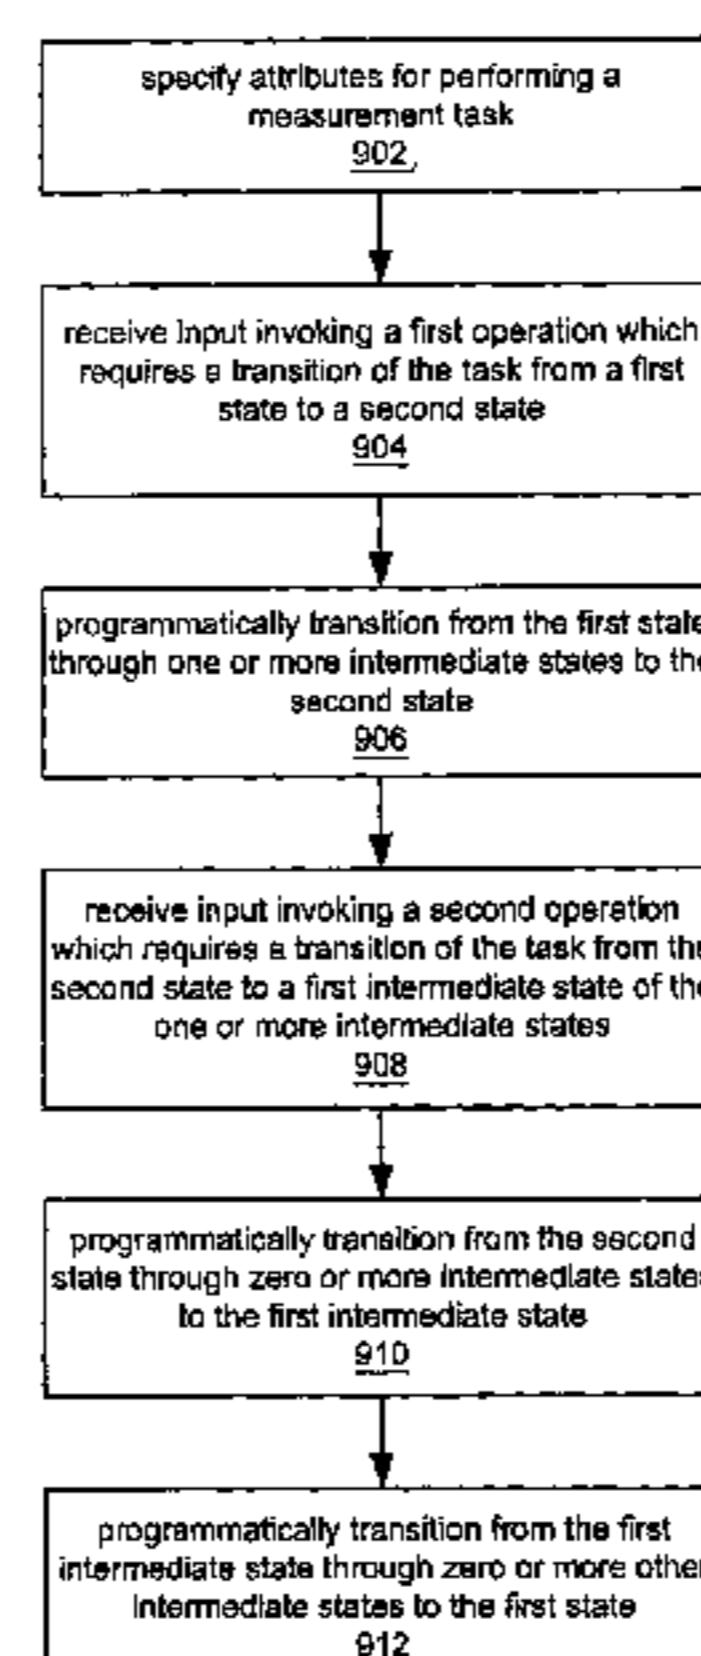 specify attributes for performing a
measurement task
902
receive input invoking a first operation which
requires a transition of the task from a first
state to a second state
904
programmatically transition from the first state
through one or more intermediate states to the
second state
906
receive input invoking a second operation
which requires a transition of the task from the
second state to a first intermediate state of the
one or more intermediate states
908
programmatically transition from the second
state through zero or more intermediate states
to the first intermediate state
910
programmatically transition from the first
intermediate state through zero or more other
intermediate states to the first state
912